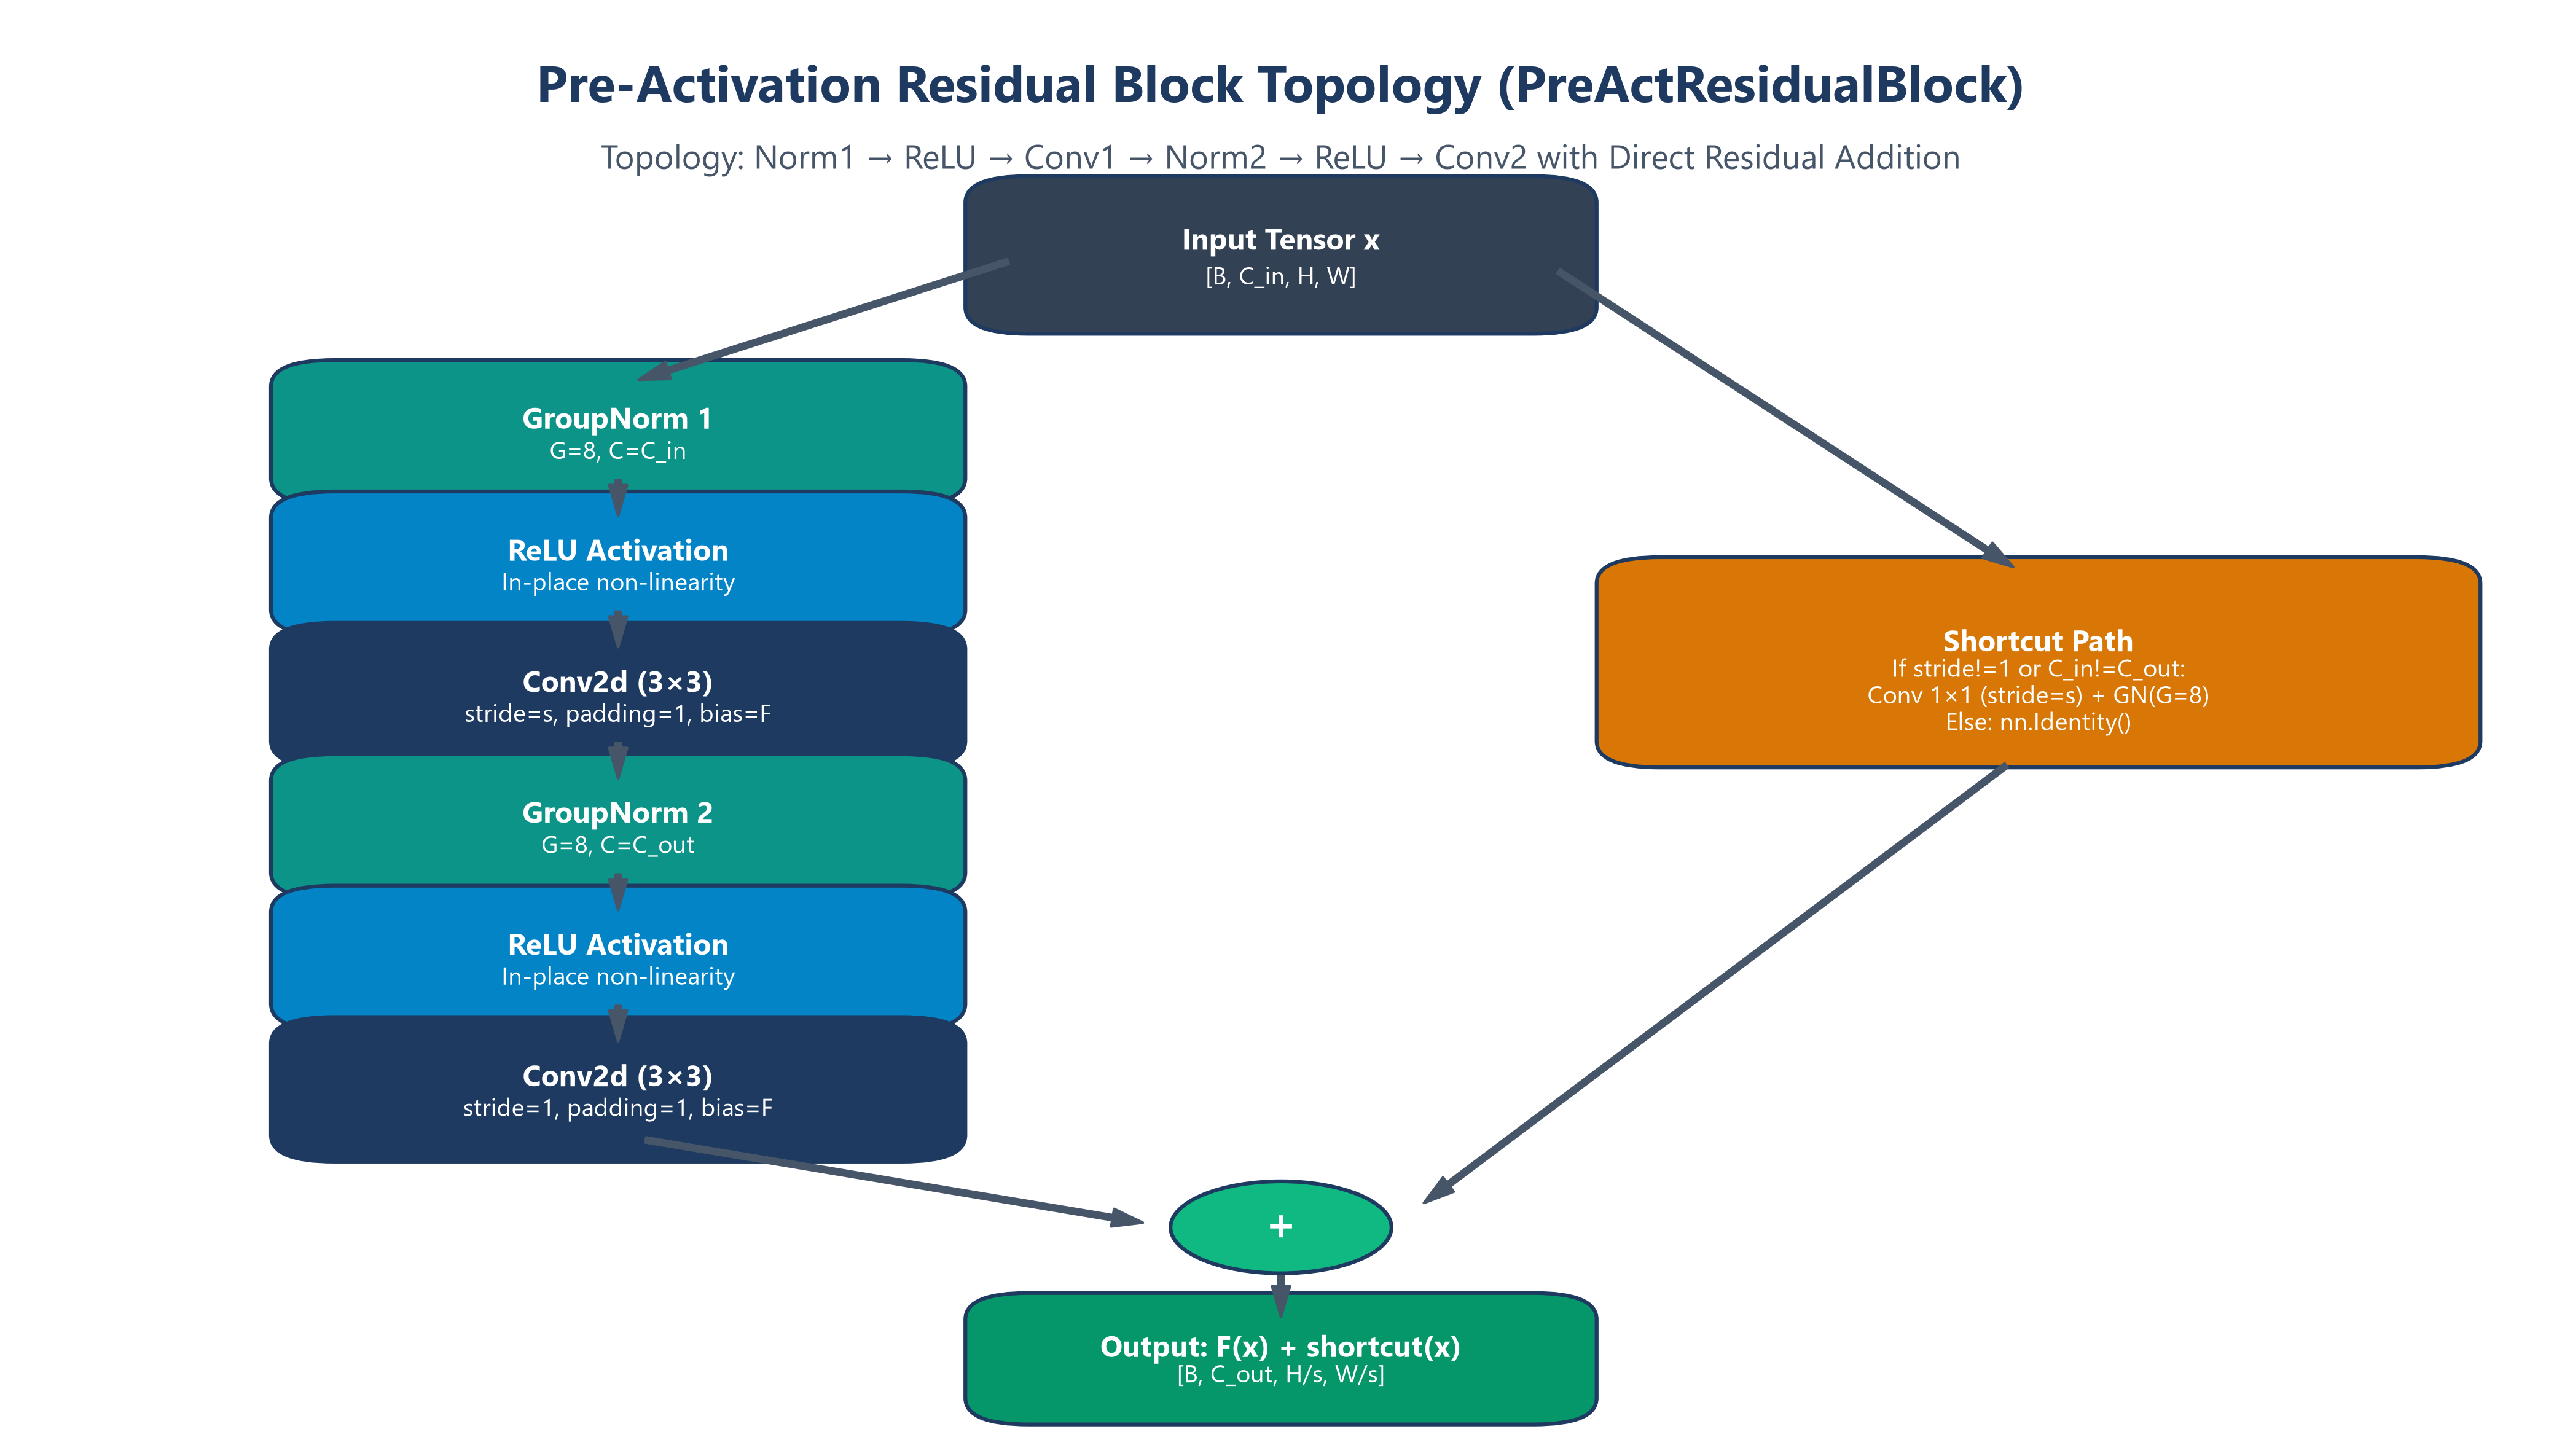 Pre-Activation Residual Block Topology (PreActResidualBlock)
Topology: Norm1 → ReLU → Conv1 → Norm2 → ReLU → Conv2 with Direct Residual Addition
Input Tensor x
[B, C_in, H, W]
GroupNorm 1
G=8, C=C_in
ReLU Activation
In-place non-linearity
Conv2d (3×3)
stride=s, padding=1, bias=F
GroupNorm 2
G=8, C=C_out
ReLU Activation
In-place non-linearity
Conv2d (3×3)
stride=1, padding=1, bias=F
Shortcut Path
If stride!=1 or C_in!=C_out:
Conv 1×1 (stride=s) + GN(G=8)
Else: nn.Identity()
+
Output: F(x) + shortcut(x)
[B, C_out, H/s, W/s]